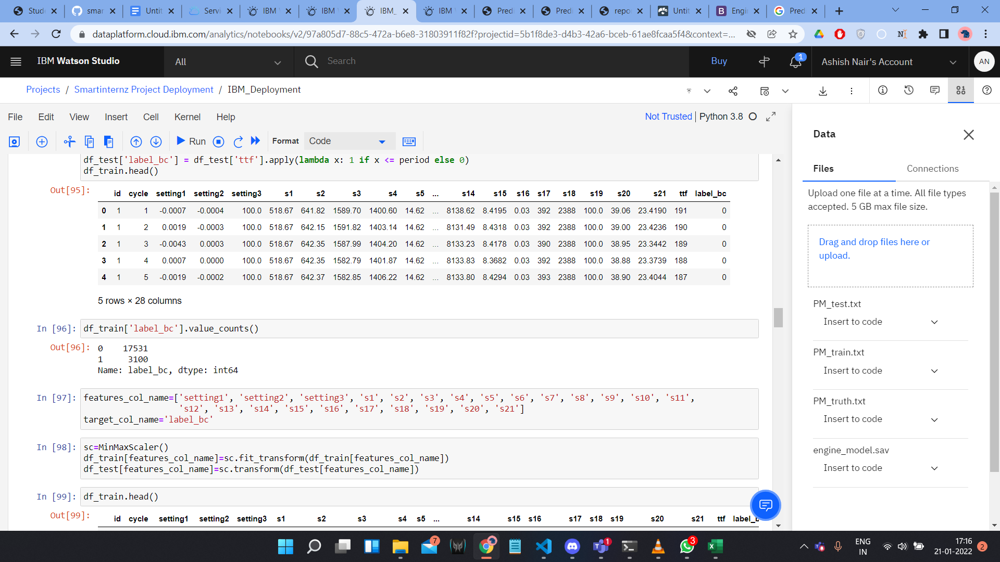 Stude
smar
Untit
Servi
IBM
IBM
IBM_
IBM
Predi
Predi
repo
Untit
Engi
Pred
dataplatform.cloud.ibm.com/analytics/notebooks/v2/97a805d7-88c5-472a-b6e8-31803911f82f?projectid=5b1f8de3-d4b3-42a6-bceb-61ae8fcaa5f4&context=...
IBM Watson Studio
All
Search
Buy
1
Ashish Nair's Account
AN
Projects / Smartinternz Project Deployment / IBM_Deployment
File Edit View Insert Cell Kernel Help
Not Trusted Python 3.8
Run
Format Code
df_test['label_bc'] = df_test['ttf'].apply(lambda x: 1 if x <= period else 0)
df_train.head()
Out[95]:
id cycle setting1 setting2 setting3 s1 s2 s3 s4 s5 ... s14 s15 s16 s17 s18 s19 s20 s21 ttf label_bc
0 1 1 -0.0007 -0.0004 100.0 518.67 641.82 1589.70 1400.60 14.62 ... 8138.62 8.4195 0.03 392 2388 100.0 39.06 23.4190 191 0
1 1 2 0.0019 -0.0003 100.0 518.67 642.15 1591.82 1403.14 14.62 ... 8131.49 8.4318 0.03 392 2388 100.0 39.00 23.4236 190 0
2 1 3 -0.0043 0.0003 100.0 518.67 642.35 1587.99 1404.20 14.62 ... 8133.23 8.4178 0.03 390 2388 100.0 38.95 23.3442 189 0
3 1 4 0.0007 0.0000 100.0 518.67 642.35 1582.79 1401.87 14.62 ... 8133.83 8.3682 0.03 392 2388 100.0 38.88 23.3739 188 0
4 1 5 -0.0019 -0.0002 100.0 518.67 642.37 1582.85 1406.22 14.62 ... 8133.80 8.4294 0.03 393 2388 100.0 38.90 23.4044 187 0
5 rows × 28 columns
In [96]: df_train['label_bc'].value_counts()
Out[96]: 0 17531
1 3100
Name: label_bc, dtype: int64
In [97]: features_col_name=['setting1', 'setting2', 'setting3', 's1', 's2', 's3', 's4', 's5', 's6', 's7', 's8', 's9', 's10', 's11',
's12', 's13', 's14', 's15', 's16', 's17', 's18', 's19', 's20', 's21']
target_col_name='label_bc'
In [98]: sc=MinMaxScaler()
df_train[features_col_name]=sc.fit_transform(df_train[features_col_name])
df_test[features_col_name]=sc.transform(df_test[features_col_name])
In [99]: df_train.head()
Out[99]:
id cycle setting1 setting2 setting3 s1 s2 s3 s4 s5 ... s14 s15 s16 s17 s18 s19 s20 s21 ttf label_b
Data
Files Connections
Upload one file at a time. All file types
accepted. 5 GB max file size.
Drag and drop files here or
upload.
PM_test.txt
Insert to code
PM_train.txt
Insert to code
PM_truth.txt
Insert to code
engine_model.sav
Insert to code
7
1
3
ENG
IN
17:16
21-01-2022
2